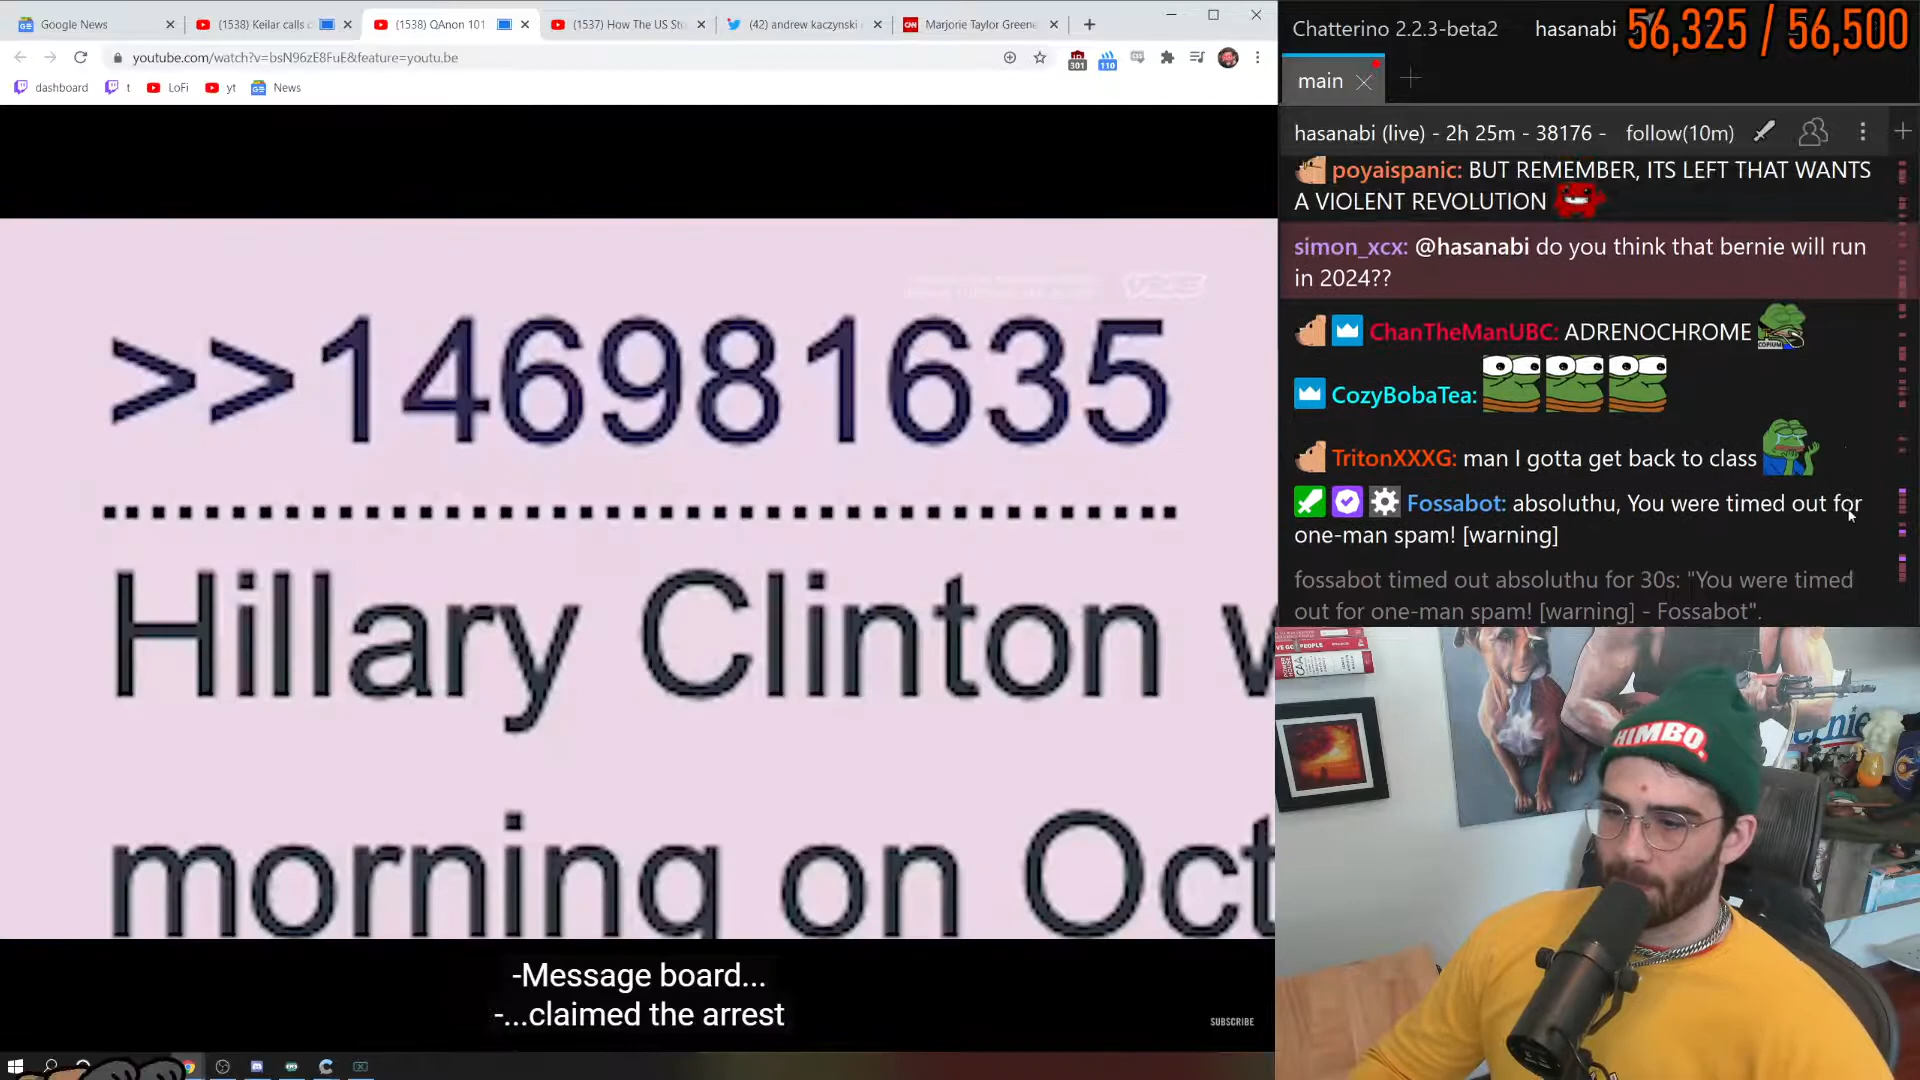 Google News
(1538) Keilar calls
(1538) QAnon 101
(1537) How The US St
(42) andrew kaczynski
Marjorie Taylor Greene
youtube.com/watch?v=bsN96zE8FuE&feature=youtu.be
301
110
dashboard
t
LoFi
yt
News
VICE
>>146981635
Hillary Clinton w
morning on Oct
-Message board...
-...claimed the arrest
SUBSCRIBE
Chatterino 2.2.3-beta2
hasanabi
56,325 / 56,500
main
hasanabi (live) - 2h 25m - 38176 - follow(10m)
poyaispanic: BUT REMEMBER, ITS LEFT THAT WANTS
A VIOLENT REVOLUTION
simon_xcx: @hasanabi do you think that bernie will run
in 2024??
ChanTheManUBC: ADRENOCHROME
COPIUM
CozyBobaTea:
TritonXXXG: man I gotta get back to class
Fossabot: absoluthu, You were timed out for
one-man spam! [warning]
fossabot timed out absoluthu for 30s: "You were timed
out for one-man spam! [warning] - Fossabot".
HIMBO.